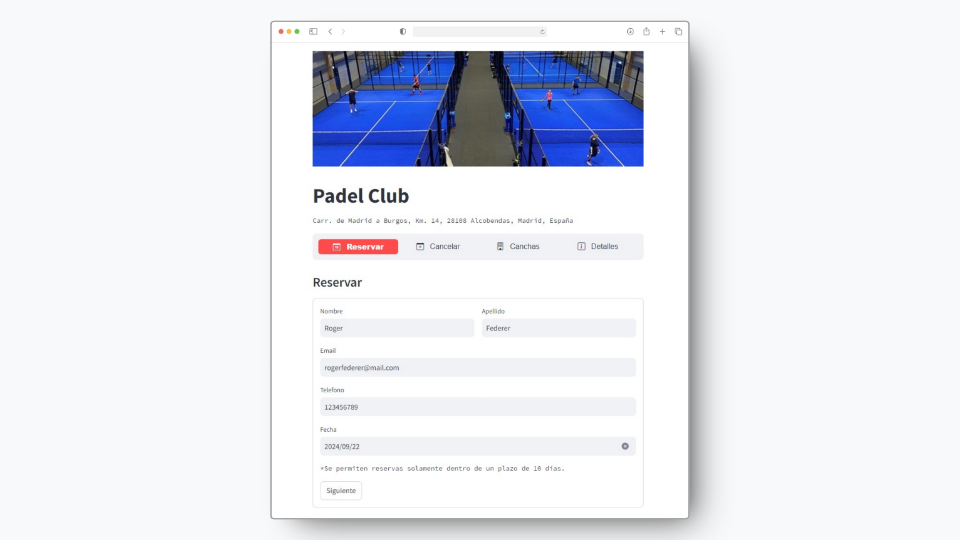 Padel Club
Carr. de Madrid a Burgos, Km. 14, 28108 Alcobendas, Madrid, España
Reservar Cancelar Canchas Detalles
Reservar
Nombre Apellido
Roger Federer
Email
rogerfederer@mail.com
Telefono
123456789
Fecha
2024/09/22
*Se permiten reservas solamente dentro de un plazo de 10 dias.
Siguiente